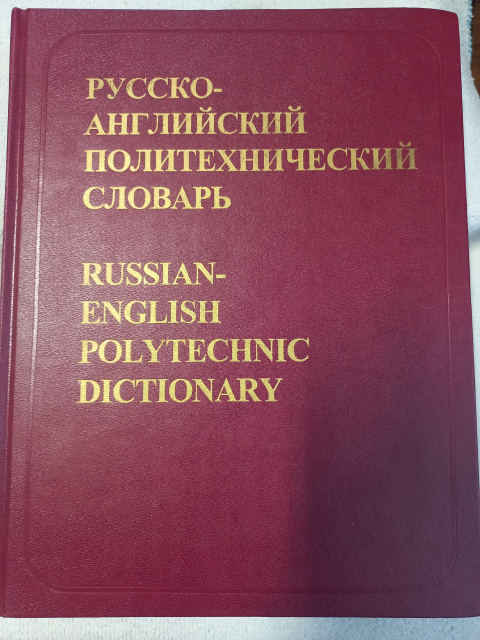 РУССКО-
АНГЛИЙСКИЙ
ПОЛИТЕХНИЧЕСКИЙ
СЛОВАРЬ
RUSSIAN-
ENGLISH
POLYTECHNIC
DICTIONARY